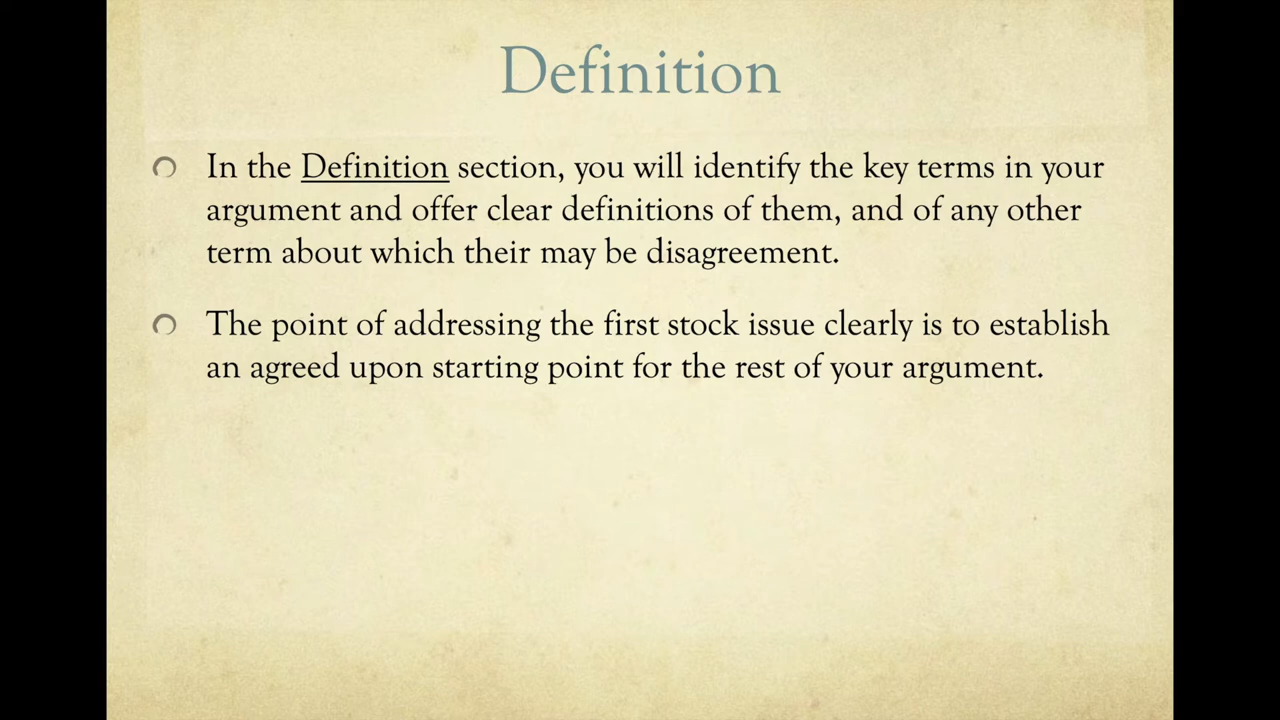 Definition
In the Definition section, you will identify the key terms in your
argument and offer clear definitions of them, and of any other
term about which their may be disagreement.
The point of addressing the first stock issue clearly is to establish
an agreed upon starting point for the rest of your argument.